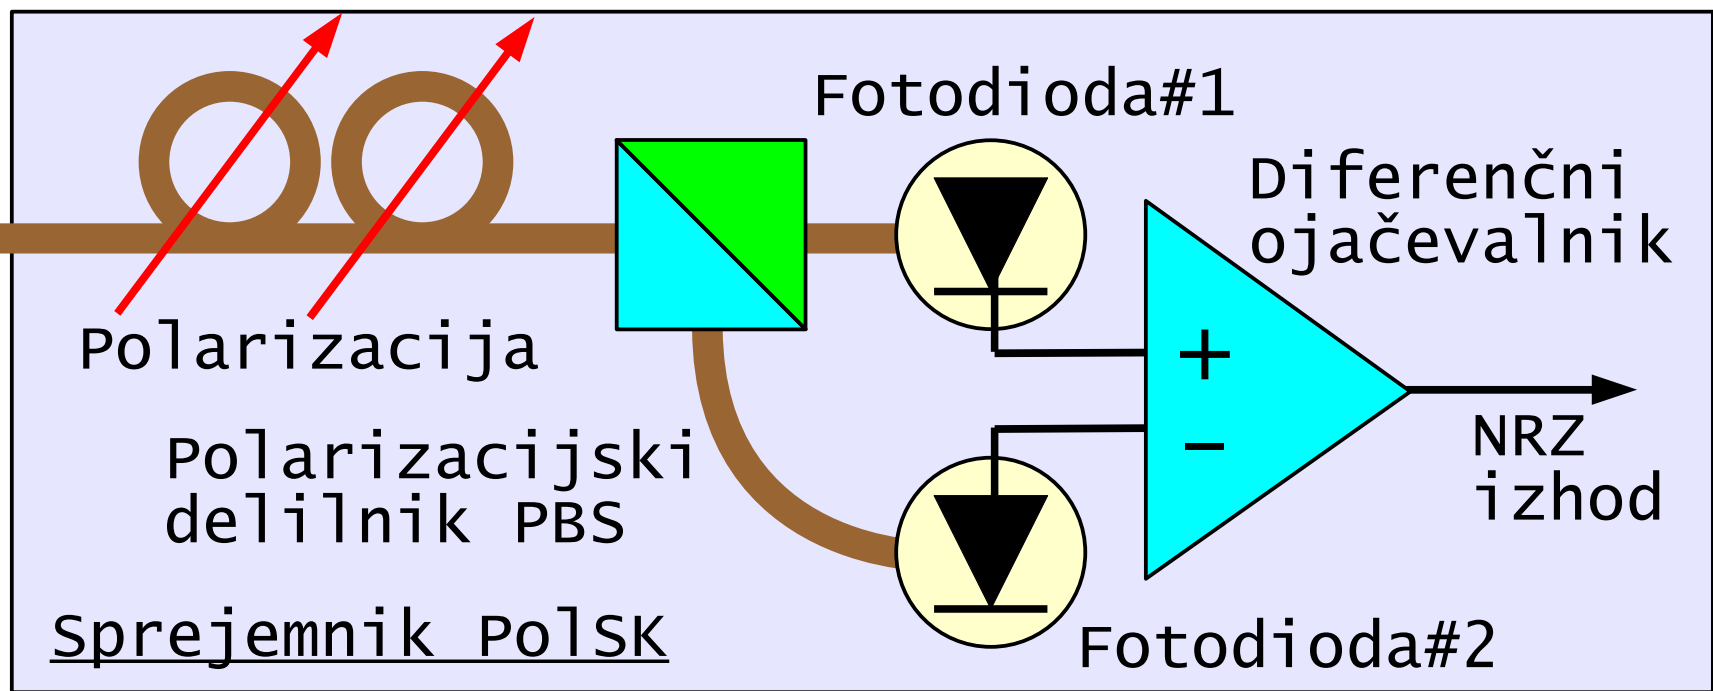 Fotodioda#1
Diferenčni
ojačevalnik
Polarizacija
+
−
NRZ
izhod
Polarizacijski
delilnik PBS
Sprejemnik PolSK
Fotodioda#2